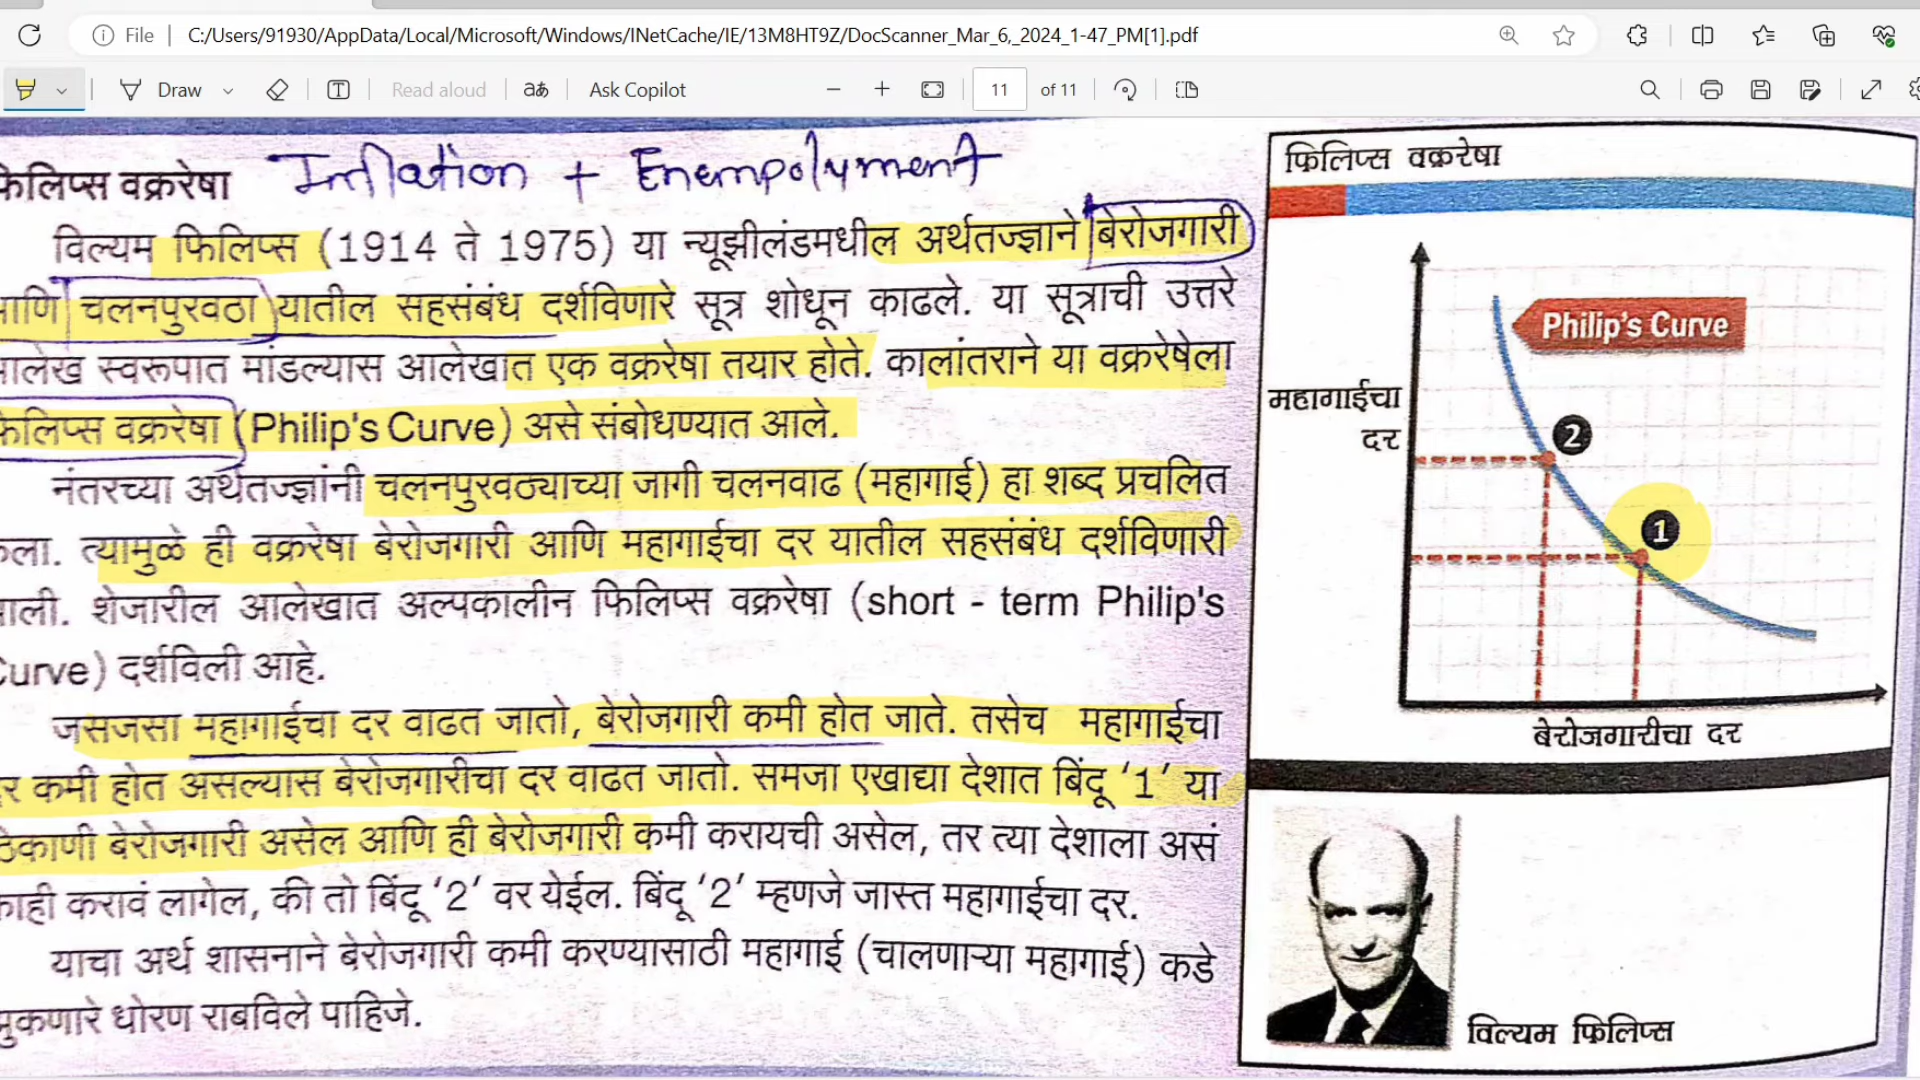 File
C:/Users/91930/AppData/Local/Microsoft/Windows/INetCache/IE/13M8HT9Z/DocScanner_Mar_6,_2024_1-47_PM[1].pdf
Draw
Read aloud
aあ
Ask Copilot
11 of 11
फिलिप्स वक्ररेषा Inflation + Enempolyment
विल्यम फिलिप्स (1914 ते 1975) या न्यूझीलंडमधील अर्थतज्ज्ञाने बेरोजगारी
आणि चलनपुरवठा यातील सहसंबंध दर्शविणारे सूत्र शोधून काढले. या सूत्राची उत्तरे
आलेख स्वरूपात मांडल्यास आलेखात एक वक्ररेषा तयार होते. कालांतराने या वक्ररेषेला
फिलिप्स वक्ररेषा (Philip's Curve) असे संबोधण्यात आले.
नंतरच्या अर्थतज्ज्ञांनी चलनपुरवठ्याच्या जागी चलनवाढ (महागाई) हा शब्द प्रचलित
केला. त्यामुळे ही वक्ररेषा बेरोजगारी आणि महागाईचा दर यातील सहसंबंध दर्शविणारी
झाली. शेजारील आलेखात अल्पकालीन फिलिप्स वक्ररेषा (short - term Philip's
Curve) दर्शविली आहे.
जसजसा महागाईचा दर वाढत जातो, बेरोजगारी कमी होत जाते. तसेच महागाईचा
दर कमी होत असल्यास बेरोजगारीचा दर वाढत जातो. समजा एखाद्या देशात बिंदू '1' या
ठिकाणी बेरोजगारी असेल आणि ही बेरोजगारी कमी करायची असेल, तर त्या देशाला असं
काही करावं लागेल, की तो बिंदू '2' वर येईल. बिंदू '2' म्हणजे जास्त महागाईचा दर.
याचा अर्थ शासनाने बेरोजगारी कमी करण्यासाठी महागाई (चालणाऱ्या महागाई) कडे
झुकणारे धोरण राबविले पाहिजे.
फिलिप्स वक्ररेषा
Philip's Curve
महागाईचा
दर
2
1
बेरोजगारीचा दर
विल्यम फिलिप्स